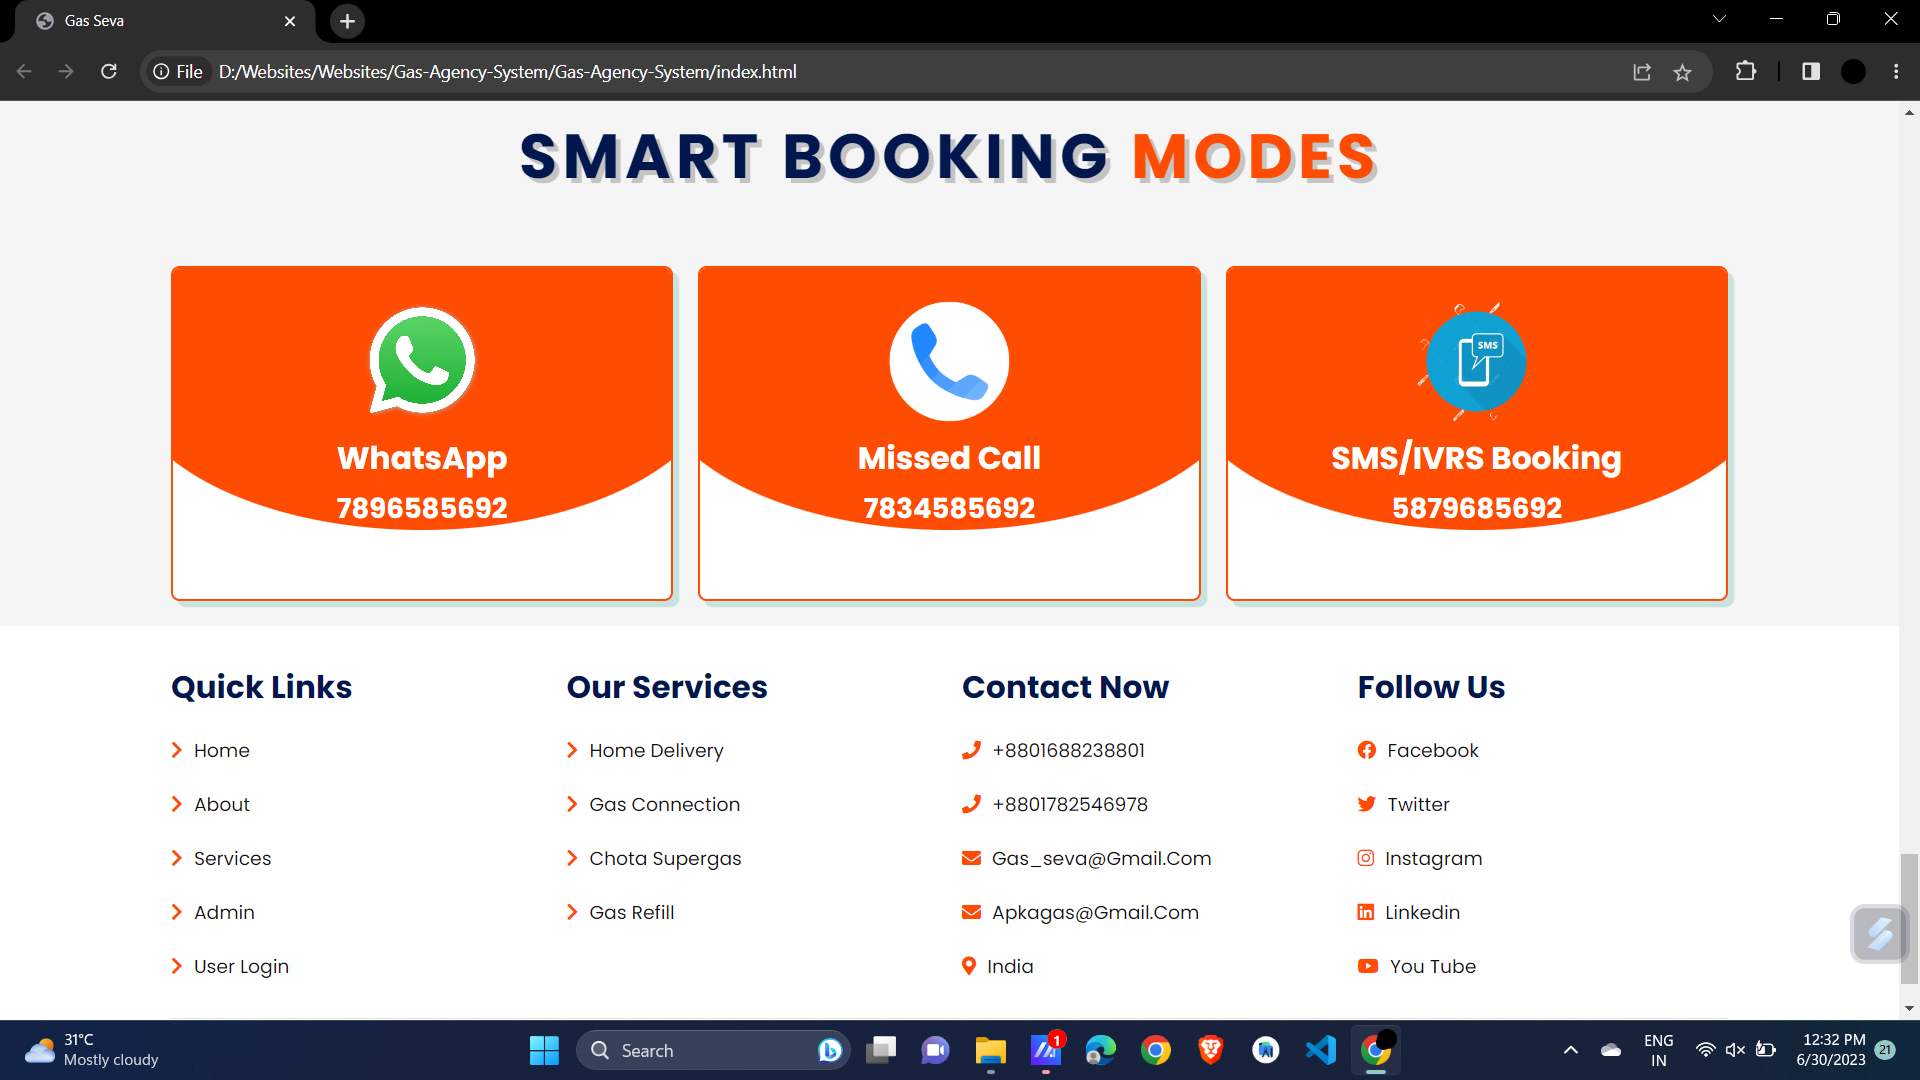 Gas Seva
File D:/Websites/Websites/Gas-Agency-System/Gas-Agency-System/index.html
SMART BOOKING MODES
SMS
WhatsApp
7896585692
Missed Call
7834585692
SMS/IVRS Booking
5879685692
Quick Links
Home
About
Services
Admin
User Login
Our Services
Home Delivery
Gas Connection
Chota Supergas
Gas Refill
Contact Now
+8801688238801
+8801782546978
Gas_seva@Gmail.Com
Apkagas@Gmail.Com
India
Follow Us
Facebook
Twitter
Instagram
Linkedin
You Tube
31°C
Mostly cloudy
Search
1
ENG
IN
12:32 PM
6/30/2023
21